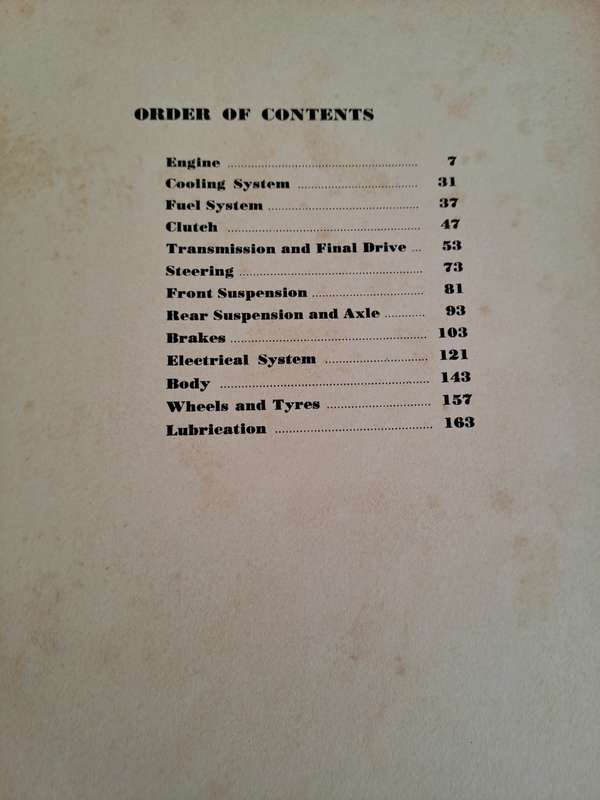 ORDER OF CONTENTS
Engine ........................................................ 7
Cooling System .................................... 31
Fuel System ............................................. 37
Clutch ........................................................ 47
Transmission and Final Drive ... 53
Steering ...................................................... 73
Front Suspension .................................. 81
Rear Suspension and Axle ............ 93
Brakes .......................................................... 103
Electrical System ............................... 121
Body .............................................................. 143
Wheels and Tyres ............................... 157
Lubrication .............................................. 163